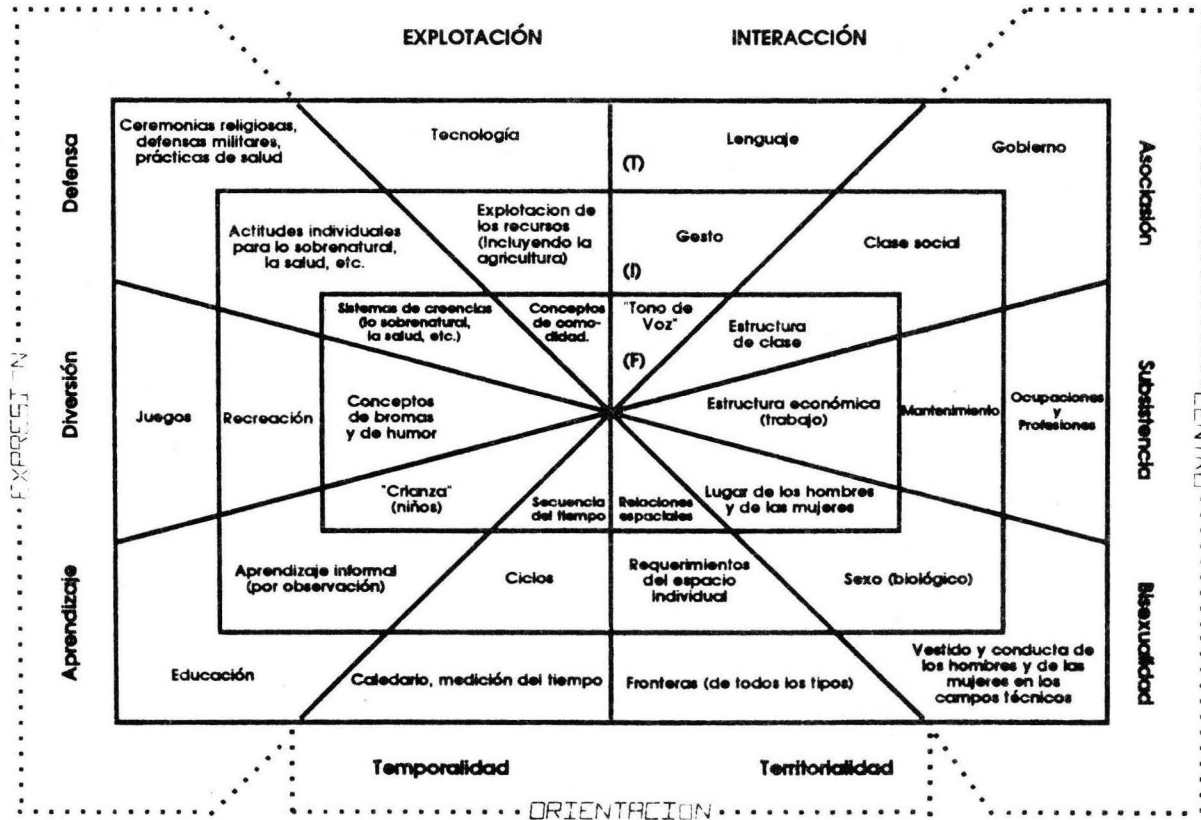 EXPLOTACIÓN
INTERACCIÓN
Defensa
Diversión
Aprendizaje
EXPRESION
Ceremonias religiosas,
defensas militares,
prácticas de salud
Tecnología
(T)
Lenguaje
Gobierno
Actitudes individuales
para lo sobrenatural,
la salud, etc.
Explotacion de
los recursos
(Incluyendo la
agricultura)
(I)
Gesto
Clase social
Sistemas de creencias
(lo sobrenatural,
la salud, etc.)
Conceptos
de como-
didad.
"Tono de
Voz"
(F)
Estructura
de clase
Juegos
Recreación
Conceptos
de bromas
y de humor
Estructura económica
(trabajo)
Mantenimiento
Ocupaciones
y
Profesiones
"Crianza"
(niños)
Secuencia
del tiempo
Relaciones
espaciales
Lugar de los hombres
y de las mujeres
Aprendizaje informal
(por observación)
Ciclos
Requerimientos
del espacio
individual
Sexo (biológico)
Educación
Caledario, medición del tiempo
Fronteras (de todos los tipos)
Vestido y conducta de
los hombres y de las
mujeres en los
campos técnicos
Asociasión
Subsistencia
Bisexualidad
Temporalidad
Territorialidad
ORIENTACION